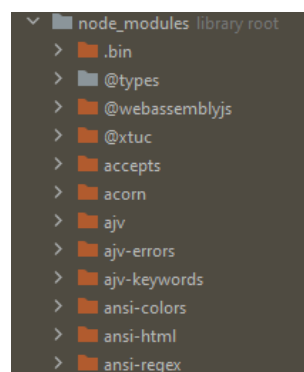 node_modules library root
.bin
@types
@webassemblyjs
@xtuc
accepts
acorn
ajv
ajv-errors
ajv-keywords
ansi-colors
ansi-html
ansi-regex